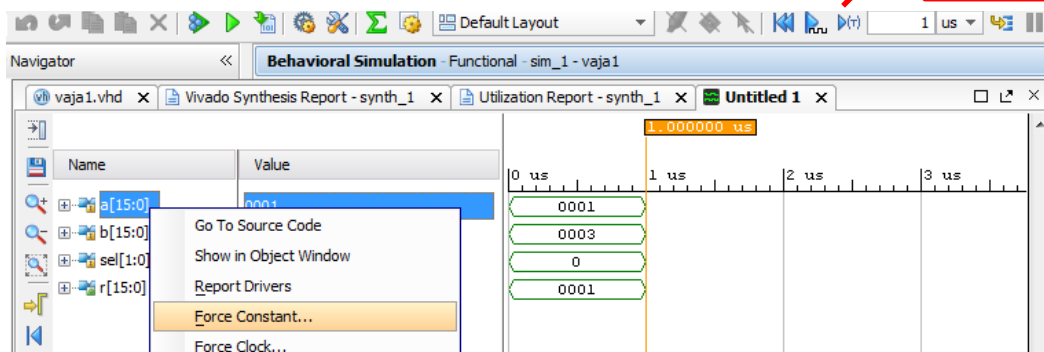 Default Layout
(T)
1 us
Navigator
Behavioral Simulation - Functional - sim_1 - vaja1
vaja1.vhd
Vivado Synthesis Report - synth_1
Utilization Report - synth_1
Untitled 1
1.000000 us
Name Value
0 us 1 us 2 us 3 us
a[15:0] 0001 0001
b[15:0] 0003
sel[1:0] 0
r[15:0] 0001
Go To Source Code
Show in Object Window
Report Drivers
Force Constant...
Force Clock...